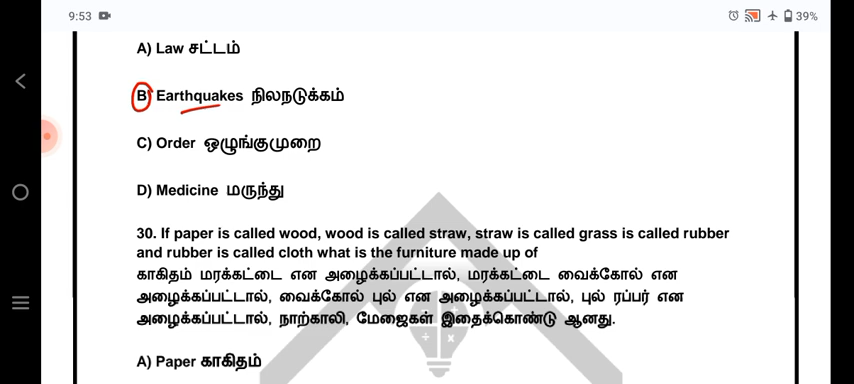 9:53
39%
A) Law சட்டம்
B) Earthquakes நிலநடுக்கம்
C) Order ஒழுங்குமுறை
D) Medicine மருந்து
30. If paper is called wood, wood is called straw, straw is called grass is called rubber
and rubber is called cloth what is the furniture made up of
காகிதம் மரக்கட்டை என அழைக்கப்பட்டால், மரக்கட்டை வைக்கோல் என
அழைக்கப்பட்டால், வைக்கோல் புல் என அழைக்கப்பட்டால், புல் ரப்பர் என
அழைக்கப்பட்டால், நாற்காலி, மேஜைகள் இதைக்கொண்டு ஆனது.
A) Paper காகிதம்